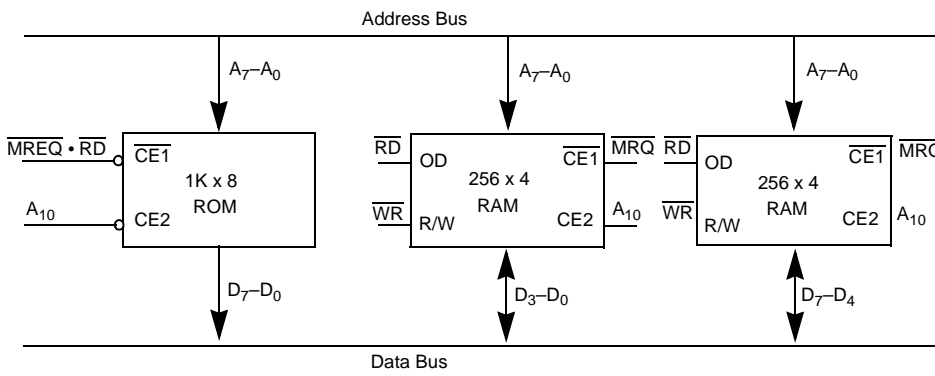 Address Bus
A7–A0
A7–A0
A7–A0
MREQ • RD
CE1
1K x 8
ROM
A10
CE2
D7–D0
RD
OD
CE1
MRQ
256 x 4
RAM
WR
R/W
CE2
A10
D3–D0
RD
OD
CE1
MRQ
256 x 4
RAM
WR
R/W
CE2
A10
D7–D4
Data Bus